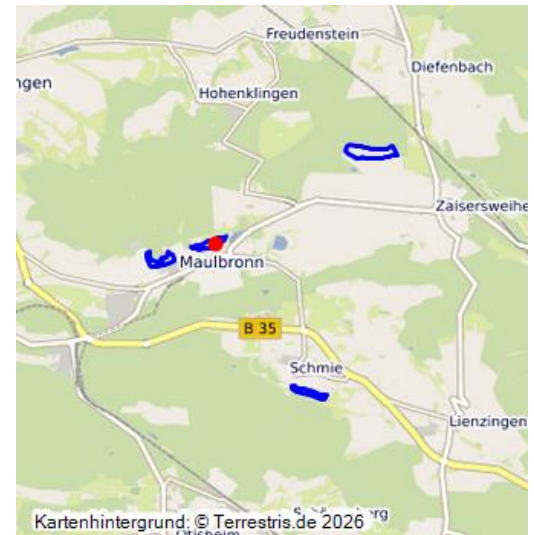 Freudenstein
Diefenbach
ngen
Hohenklingen
Zaisersweihe
Maulbronn
B 35
Schmie
Lienzingen
Kartenhintergrund: © Terrestris.de 2026